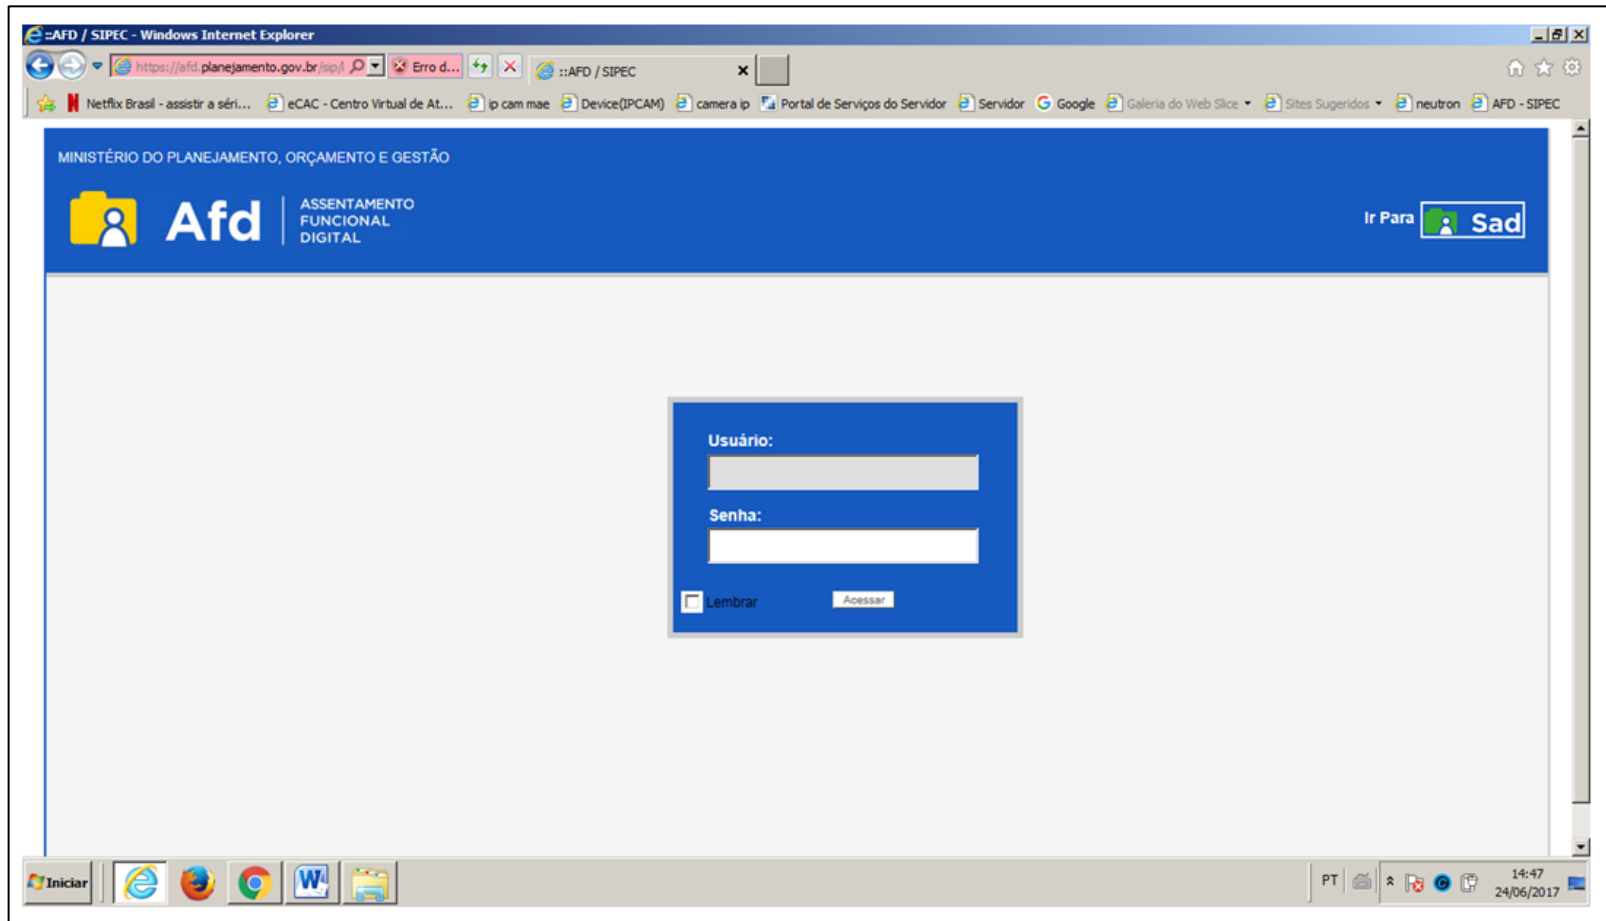 ::AFD / SIPEC - Windows Internet Explorer
https://afd.planejamento.gov.br/sip/l
Erro d...
::AFD / SIPEC
Netflix Brasil - assistir a séri... eCAC - Centro Virtual de At... ip cam mae Device(IPCAM) camera ip Portal de Serviços do Servidor Servidor Google Galeria do Web Slice Sites Sugeridos neutron AFD - SIPEC
MINISTÉRIO DO PLANEJAMENTO, ORÇAMENTO E GESTÃO
Afd
ASSENTAMENTO
FUNCIONAL
DIGITAL
Ir Para Sad
Usuário:
Senha:
Lembrar Acessar
Iniciar
W
PT
14:47
24/06/2017